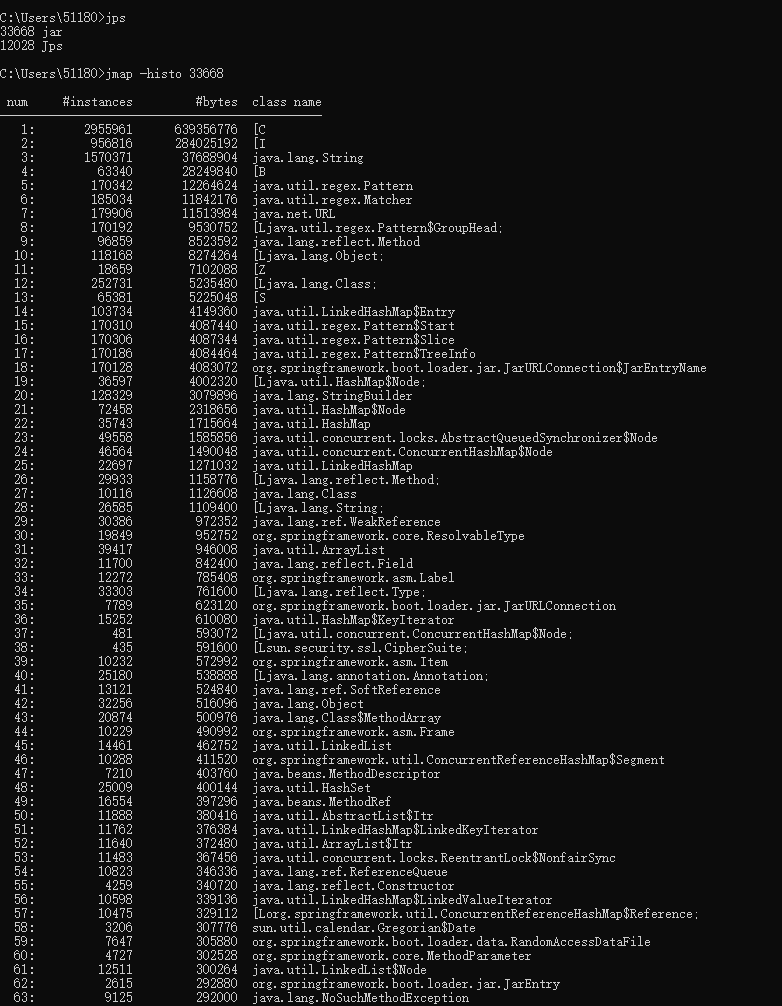 C:\Users\51180>jps
33668 jar
12028 Jps
C:\Users\51180>jmap -histo 33668
num #instances #bytes class name
1: 2955961 639356776 [C
2: 956816 284025192 [I
3: 1570371 37688904 java.lang.String
4: 63340 28249840 [B
5: 170342 12264624 java.util.regex.Pattern
6: 185034 11842176 java.util.regex.Matcher
7: 179906 11513984 java.net.URL
8: 170192 9530752 [Ljava.util.regex.Pattern$GroupHead;
9: 96859 8523592 java.lang.reflect.Method
10: 118168 8274264 [Ljava.lang.Object;
11: 18659 7102088 [Z
12: 252731 5235480 [Ljava.lang.Class;
13: 65381 5225048 [S
14: 103734 4149360 java.util.LinkedHashMap$Entry
15: 170310 4087440 java.util.regex.Pattern$Start
16: 170306 4087344 java.util.regex.Pattern$Slice
17: 170186 4084464 java.util.regex.Pattern$TreeInfo
18: 170128 4083072 org.springframework.boot.loader.jar.JarURLConnection$JarEntryName
19: 36597 4002320 [Ljava.util.HashMap$Node;
20: 128329 3079896 java.lang.StringBuilder
21: 72458 2318656 java.util.HashMap$Node
22: 35743 1715664 java.util.HashMap
23: 49558 1585856 java.util.concurrent.locks.AbstractQueuedSynchronizer$Node
24: 46564 1490048 java.util.concurrent.ConcurrentHashMap$Node
25: 22697 1271032 java.util.LinkedHashMap
26: 29933 1158776 [Ljava.lang.reflect.Method;
27: 10116 1126608 java.lang.Class
28: 26585 1109400 [Ljava.lang.String;
29: 30386 972352 java.lang.ref.WeakReference
30: 19849 952752 org.springframework.core.ResolvableType
31: 39417 946008 java.util.ArrayList
32: 11700 842400 java.lang.reflect.Field
33: 12272 785408 org.springframework.asm.Label
34: 33303 761600 [Ljava.lang.reflect.Type;
35: 7789 623120 org.springframework.boot.loader.jar.JarURLConnection
36: 15252 610080 java.util.HashMap$KeyIterator
37: 481 593072 [Ljava.util.concurrent.ConcurrentHashMap$Node;
38: 435 591600 [Lsun.security.ssl.CipherSuite;
39: 10232 572992 org.springframework.asm.Item
40: 25180 538888 [Ljava.lang.annotation.Annotation;
41: 13121 524840 java.lang.ref.SoftReference
42: 32256 516096 java.lang.Object
43: 20874 500976 java.lang.Class$MethodArray
44: 10229 490992 org.springframework.asm.Frame
45: 14461 462752 java.util.LinkedList
46: 10288 411520 org.springframework.util.ConcurrentReferenceHashMap$Segment
47: 7210 403760 java.beans.MethodDescriptor
48: 25009 400144 java.util.HashSet
49: 16554 397296 java.beans.MethodRef
50: 11888 380416 java.util.AbstractList$Itr
51: 11762 376384 java.util.LinkedHashMap$LinkedKeyIterator
52: 11640 372480 java.util.ArrayList$Itr
53: 11483 367456 java.util.concurrent.locks.ReentrantLock$NonfairSync
54: 10823 346336 java.lang.ref.ReferenceQueue
55: 4259 340720 java.lang.reflect.Constructor
56: 10598 339136 java.util.LinkedHashMap$LinkedValueIterator
57: 10475 329112 [Lorg.springframework.util.ConcurrentReferenceHashMap$Reference;
58: 3206 307776 sun.util.calendar.Gregorian$Date
59: 7647 305880 org.springframework.boot.loader.data.RandomAccessDataFile
60: 4727 302528 org.springframework.core.MethodParameter
61: 12511 300264 java.util.LinkedList$Node
62: 2615 292880 org.springframework.boot.loader.jar.JarEntry
63: 9125 292000 java.lang.NoSuchMethodException